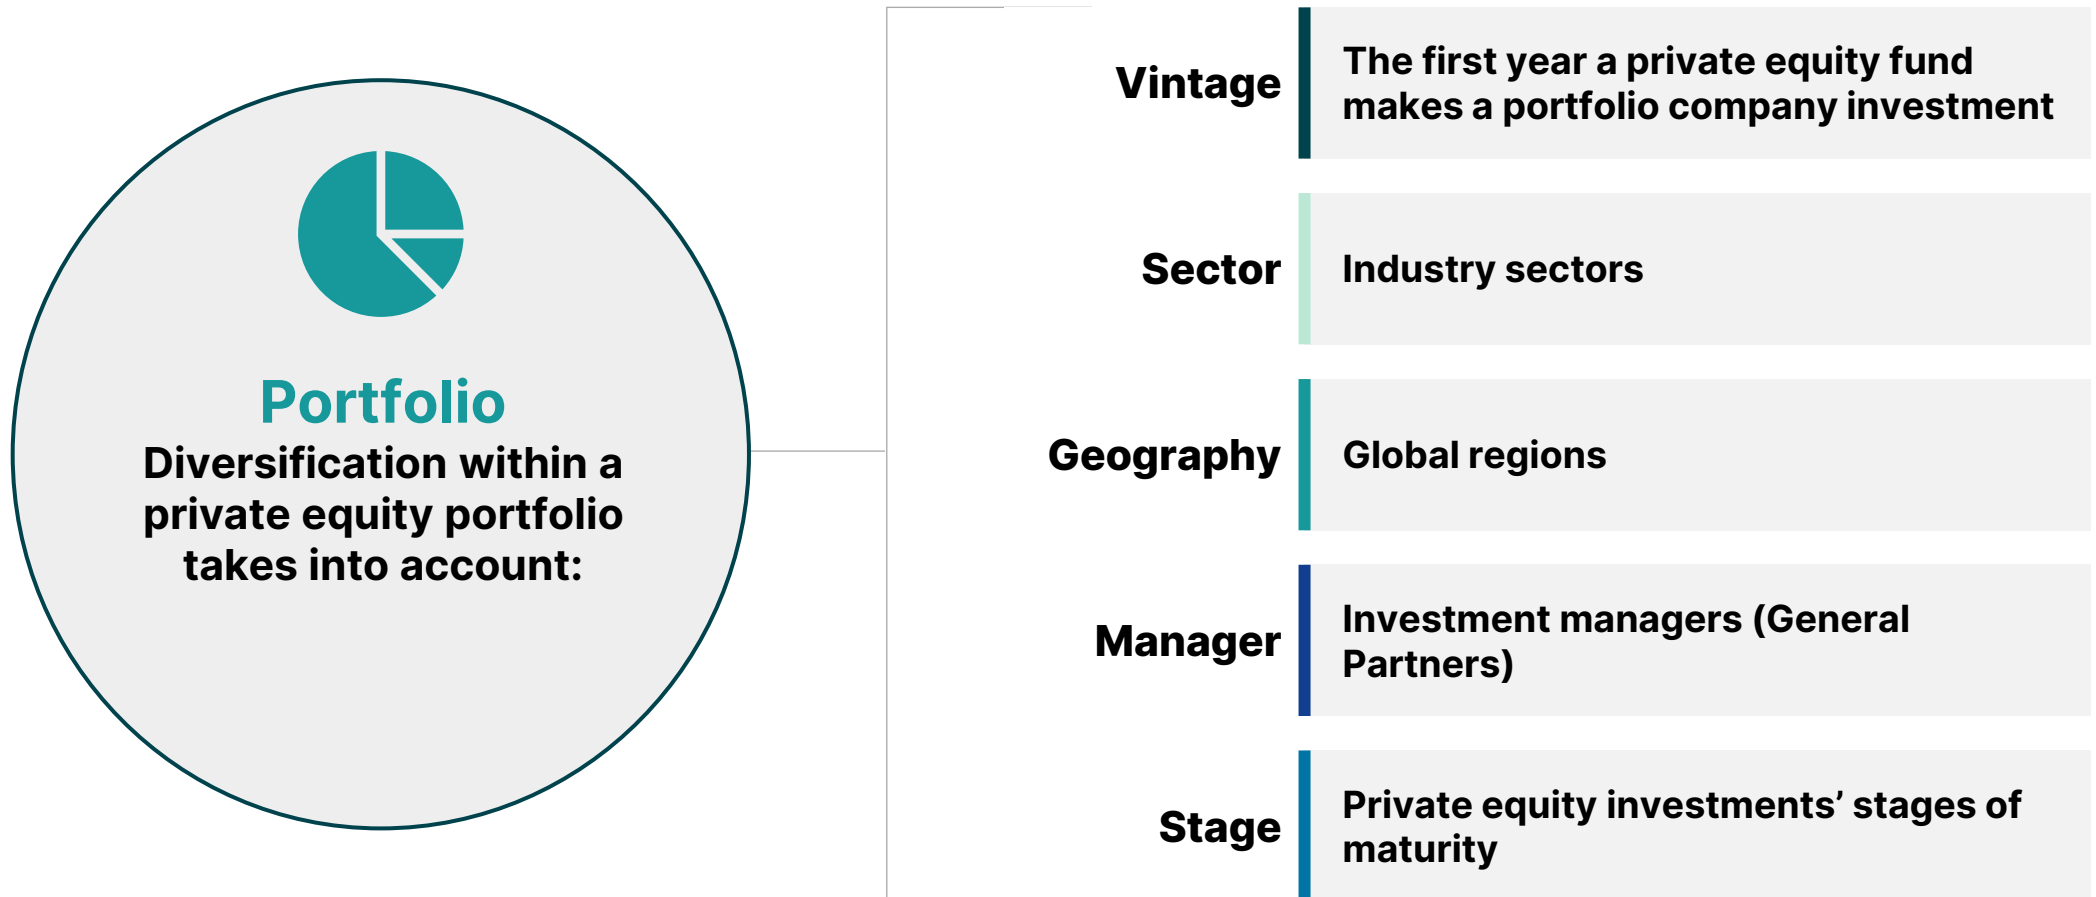 Portfolio
Diversification within a
private equity portfolio
takes into account:
Vintage
The first year a private equity fund
makes a portfolio company investment
Sector
Industry sectors
Geography
Global regions
Manager
Investment managers (General
Partners)
Stage
Private equity investments’ stages of
maturity